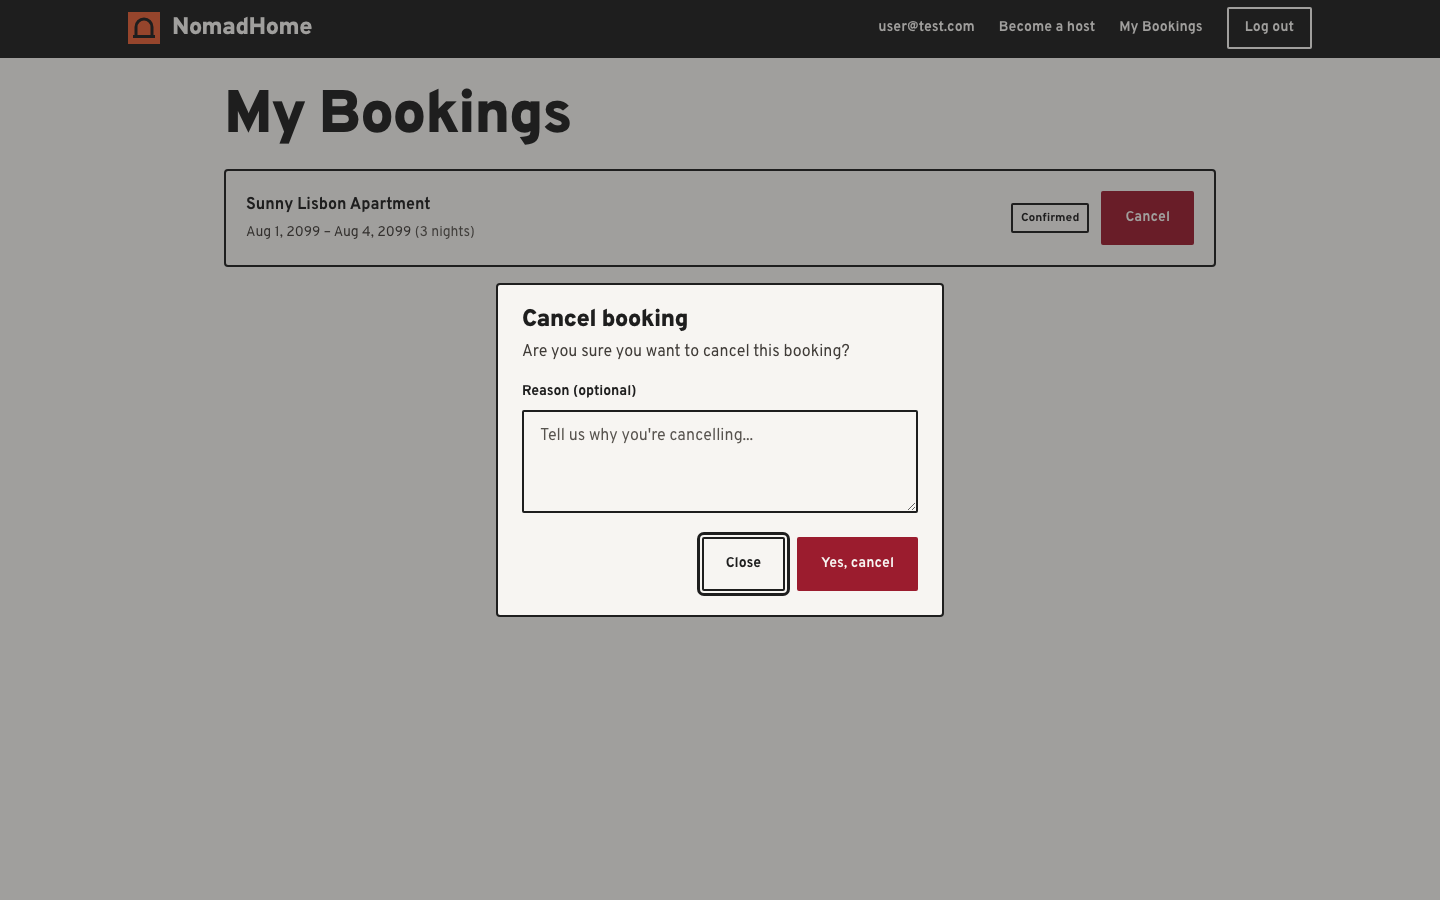 NomadHome
user@test.com
Become a host
My Bookings
Log out
My Bookings
Sunny Lisbon Apartment
Aug 1, 2099 – Aug 4, 2099 (3 nights)
Confirmed
Cancel
Cancel booking
Are you sure you want to cancel this booking?
Reason (optional)
Tell us why you're cancelling...
Close
Yes, cancel